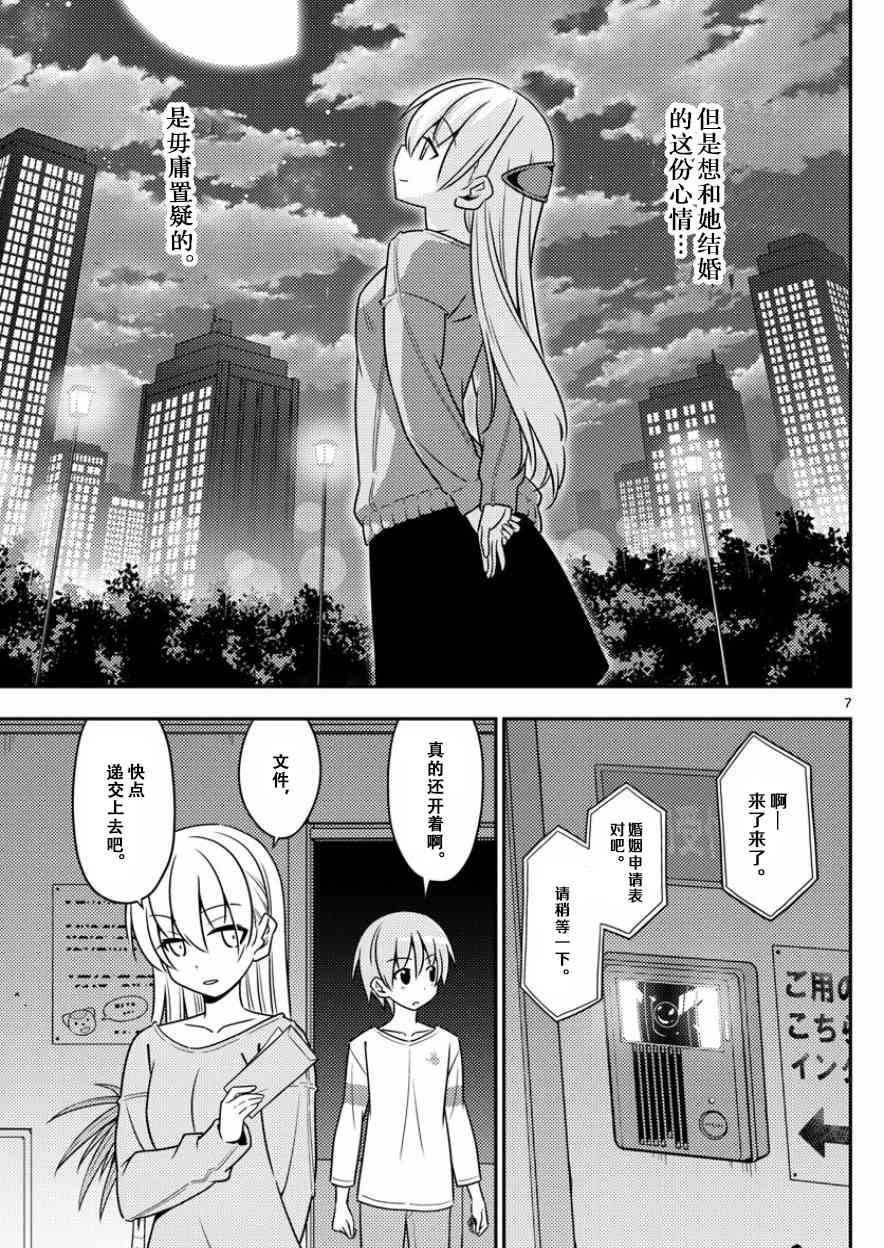 但是想和她结婚
的这份心情…
是毋庸置疑的。
7
啊—
来了来了。
婚姻申请表
对吧。
请稍等一下。
ご用の
こちら
イング
真的还开着啊。
文件,
快点
递交上去吧。